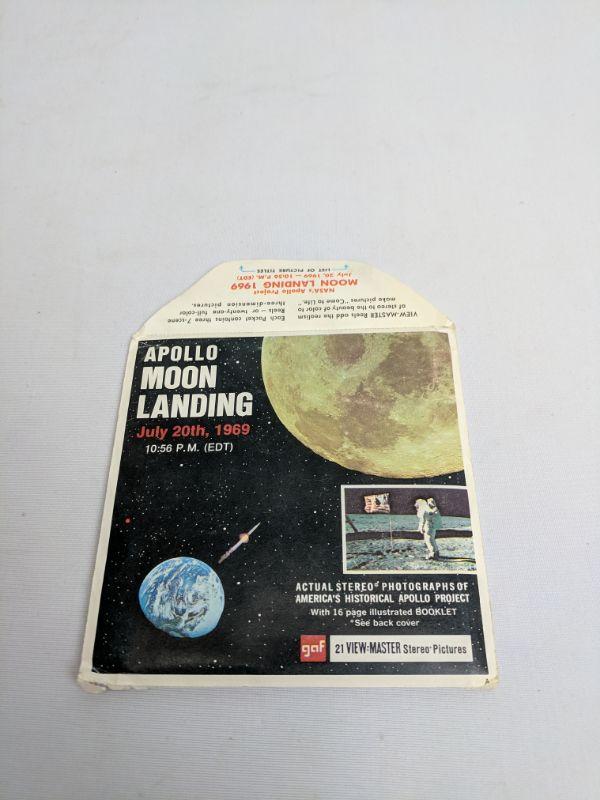 VIEW-MASTER Reels add the realism
of stereo to the beauty of color to
make pictures "Come to Life."
Each Packet contains three 7-scene
Reels — or twenty-one full-color
three-dimension pictures.
NASA's Apollo Project
MOON LANDING 1969
July 20, 1969 — 10:56 P.M. (EDT)
LIST OF PICTURE TITLES
APOLLO
MOON
LANDING
July 20th, 1969
10:56 P.M. (EDT)
ACTUAL STEREO* PHOTOGRAPHS OF
AMERICA'S HISTORICAL APOLLO PROJECT
With 16 page illustrated BOOKLET
*See back cover
gaf
21 VIEW-MASTER Stereo Pictures
A